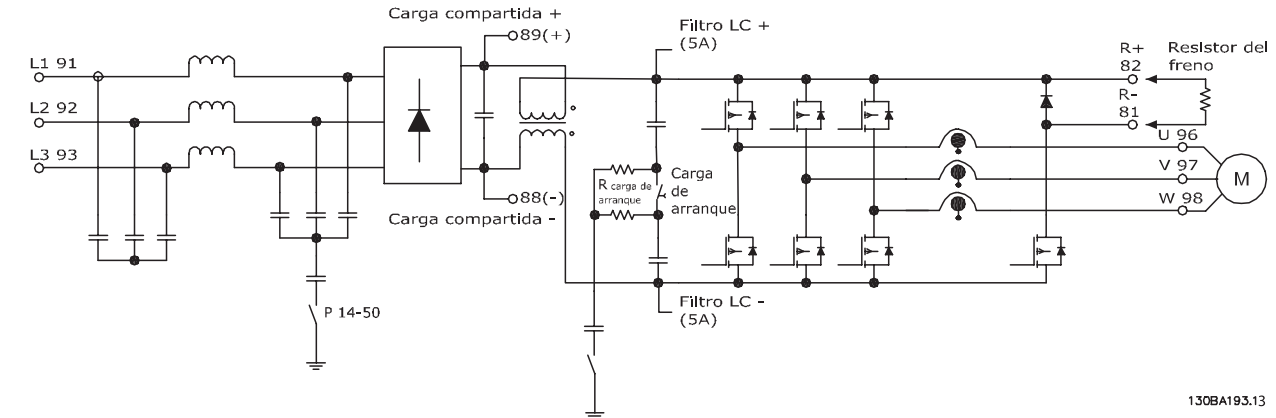 Carga compartida +
89(+)
Filtro LC +
(5A)
L1 91
L2 92
L3 93
R+
82
Resistor del
freno
R-
81
U 96
V 97
W 98
M
R carga de
arranque
Carga
de
arranque
88(-)
Carga compartida -
P 14-50
Filtro LC -
(5A)
130BA193.13